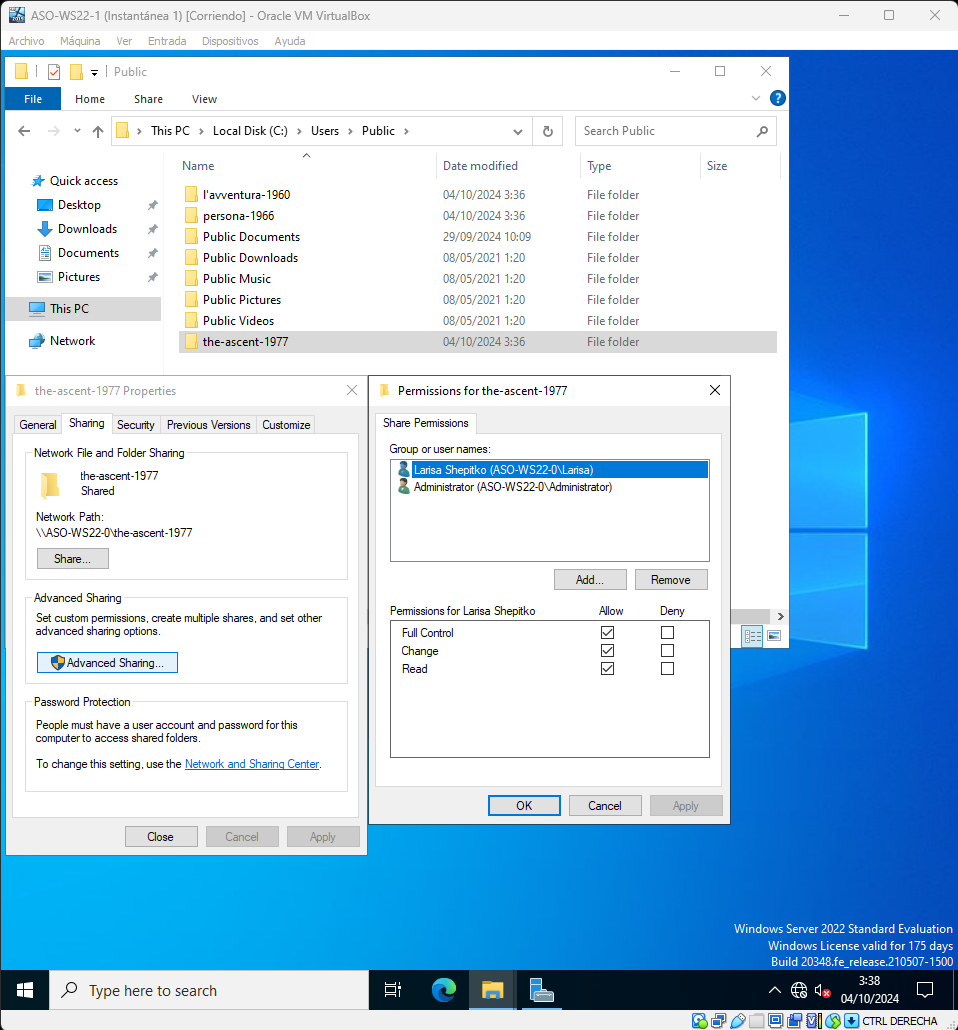 ASO-WS22-1 (Instantánea 1) [Corriendo] - Oracle VM VirtualBox
Archivo Máquina Ver Entrada Dispositivos Ayuda
Public
File Home Share View
This PC Local Disk (C:) Users Public
Search Public
Name Date modified Type Size
Quick access
Desktop
Downloads
Documents
Pictures
This PC
Network
l'avventura-1960 04/10/2024 3:36 File folder
persona-1966 04/10/2024 3:36 File folder
Public Documents 29/09/2024 10:09 File folder
Public Downloads 08/05/2021 1:20 File folder
Public Music 08/05/2021 1:20 File folder
Public Pictures 08/05/2021 1:20 File folder
Public Videos 08/05/2021 1:20 File folder
the-ascent-1977 04/10/2024 3:36 File folder
the-ascent-1977 Properties
General Sharing Security Previous Versions Customize
Network File and Folder Sharing
the-ascent-1977
Shared
Network Path:
\\ASO-WS22-0\the-ascent-1977
Share...
Advanced Sharing
Set custom permissions, create multiple shares, and set other
advanced sharing options.
Advanced Sharing...
Password Protection
People must have a user account and password for this
computer to access shared folders.
To change this setting, use the Network and Sharing Center.
Close Cancel Apply
Permissions for the-ascent-1977
Share Permissions
Group or user names:
Larisa Shepitko (ASO-WS22-0\Larisa)
Administrator (ASO-WS22-0\Administrator)
Add... Remove
Permissions for Larisa Shepitko Allow Deny
Full Control
Change
Read
OK Cancel Apply
Windows Server 2022 Standard Evaluation
Windows License valid for 175 days
Build 20348.fe_release.210507-1500
Type here to search
3:38
04/10/2024
CTRL DERECHA